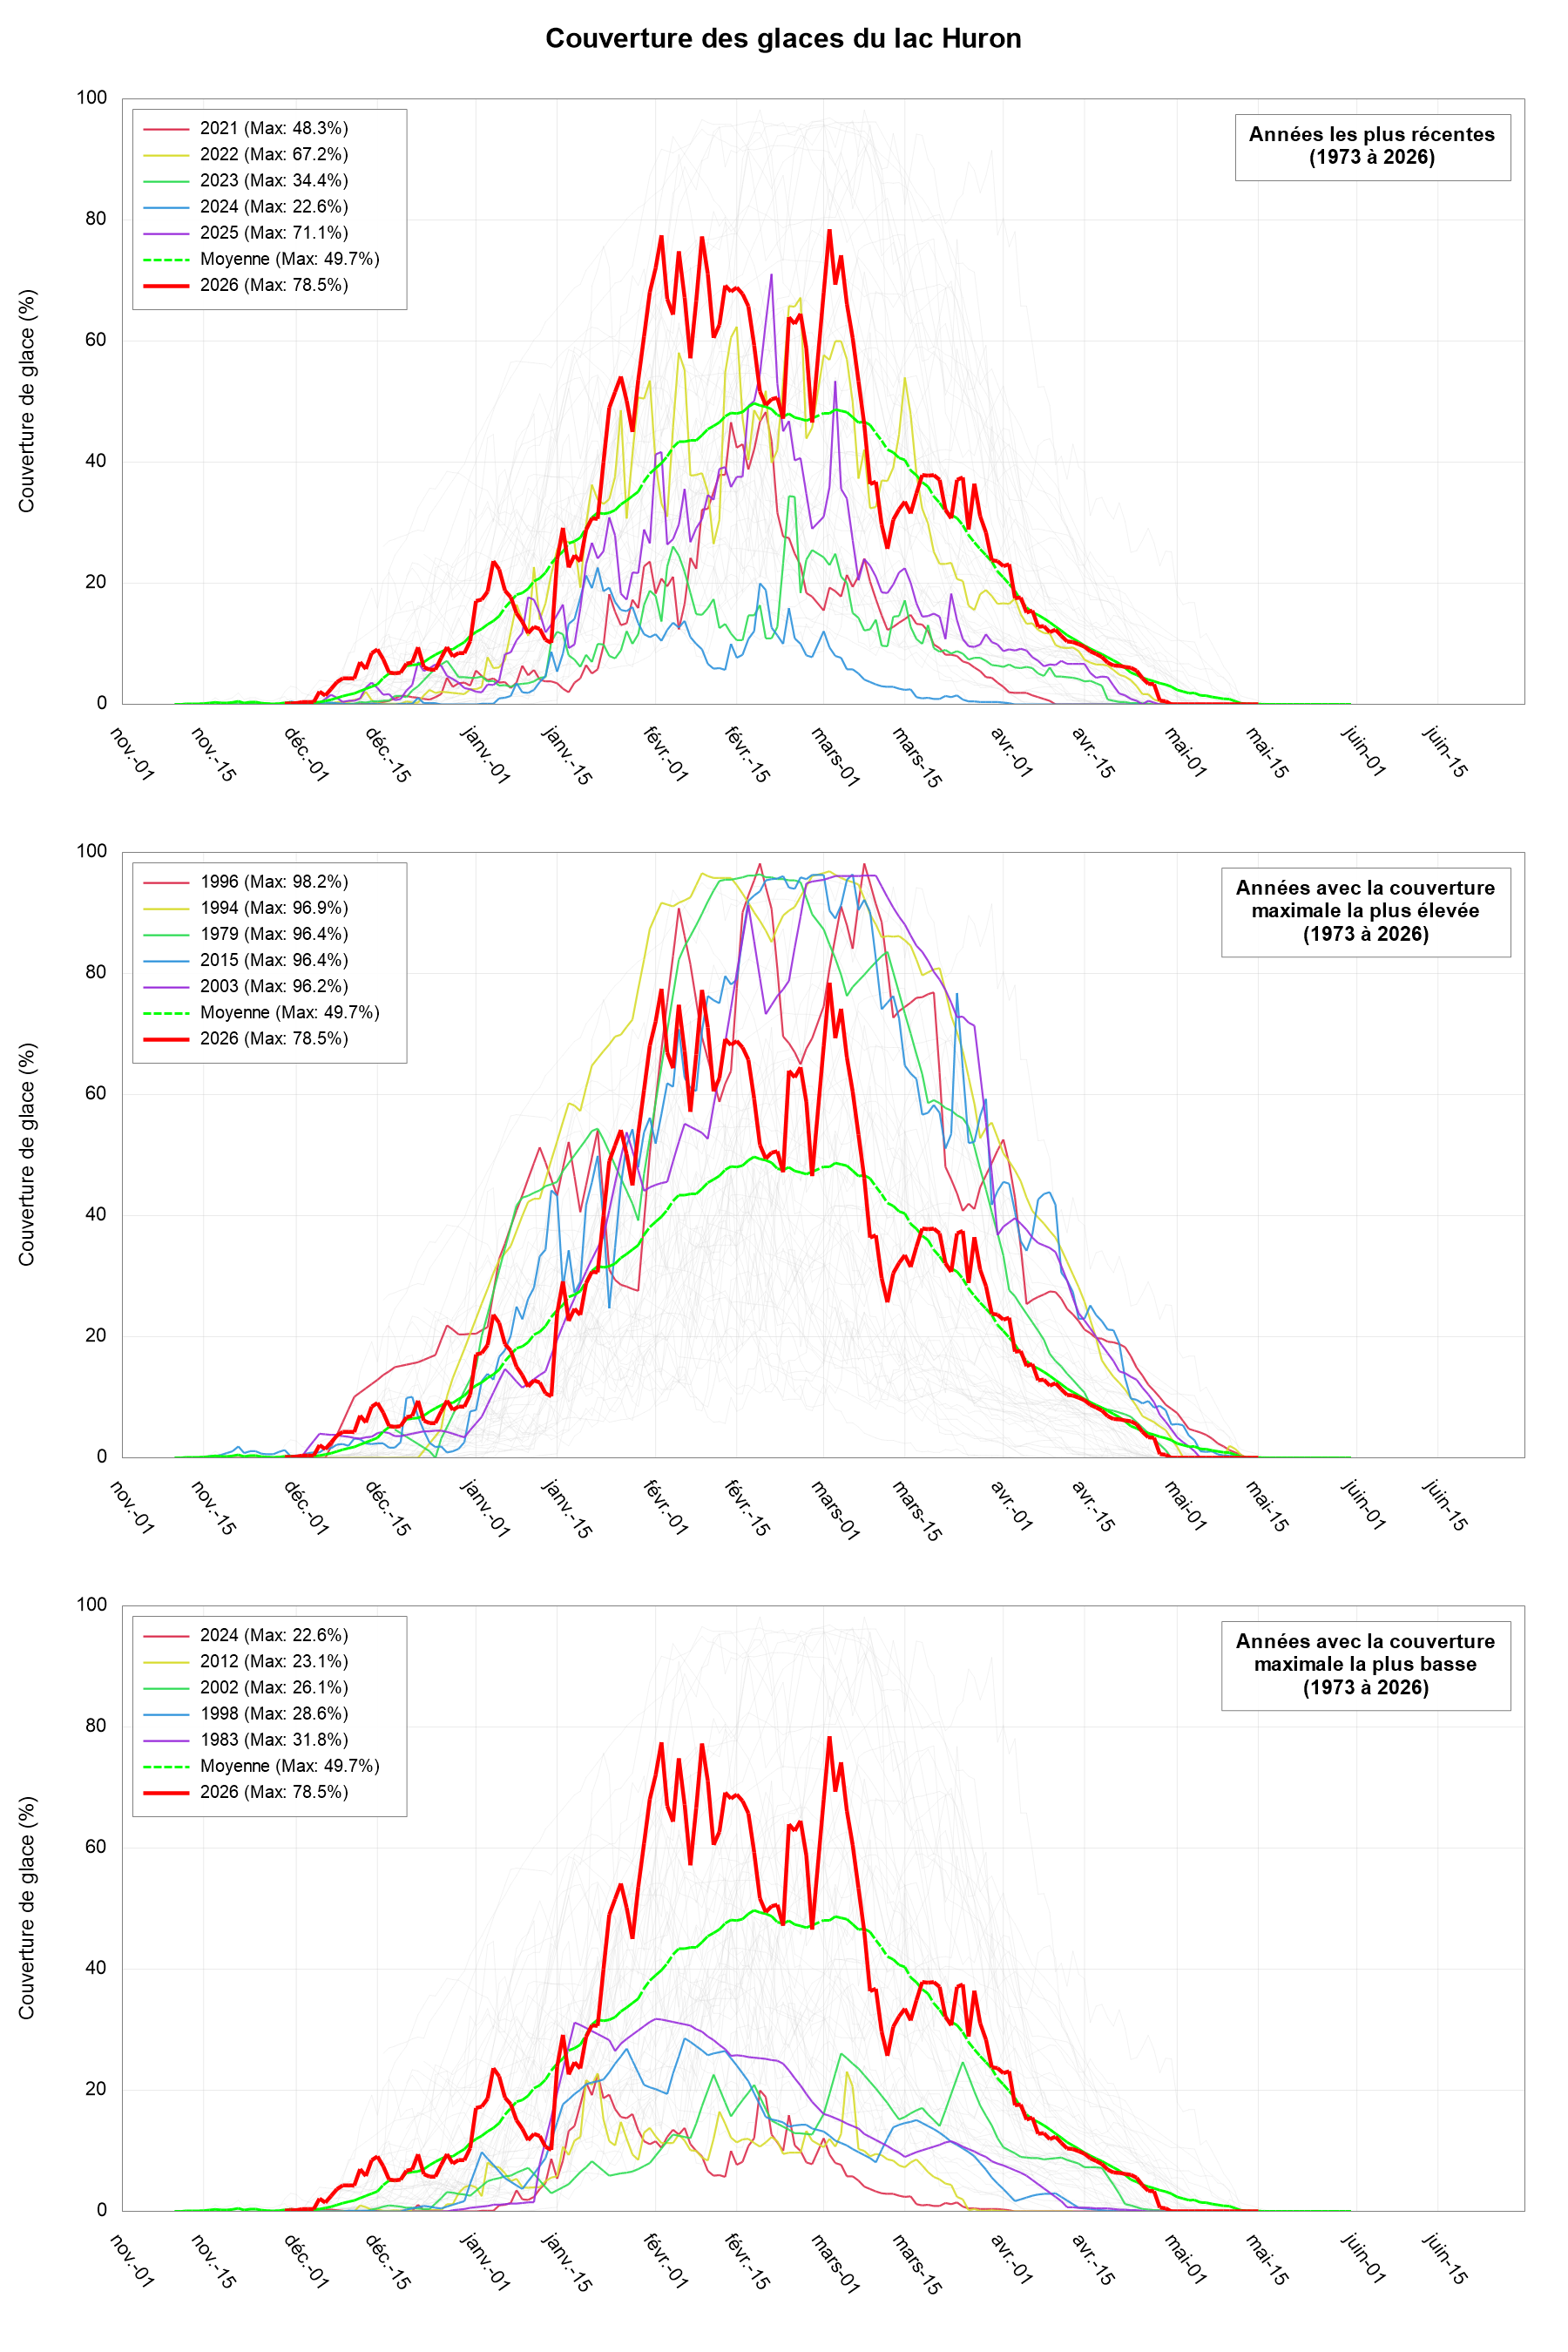 Couverture des glaces du lac Huron
Couverture de glace (%)
100
80
60
40
20
0
2021 (Max: 48.3%)
2022 (Max: 67.2%)
2023 (Max: 34.4%)
2024 (Max: 22.6%)
2025 (Max: 71.1%)
Moyenne (Max: 49.7%)
2026 (Max: 78.5%)
Années les plus récentes
(1973 à 2026)
nov.-01
nov.-15
déc.-01
déc.-15
janv.-01
janv.-15
févr.-01
févr.-15
mars-01
mars-15
avr.-01
avr.-15
mai-01
mai-15
juin-01
juin-15
Couverture de glace (%)
100
80
60
40
20
0
1996 (Max: 98.2%)
1994 (Max: 96.9%)
1979 (Max: 96.4%)
2015 (Max: 96.4%)
2003 (Max: 96.2%)
Moyenne (Max: 49.7%)
2026 (Max: 78.5%)
Années avec la couverture
maximale la plus élevée
(1973 à 2026)
nov.-01
nov.-15
déc.-01
déc.-15
janv.-01
janv.-15
févr.-01
févr.-15
mars-01
mars-15
avr.-01
avr.-15
mai-01
mai-15
juin-01
juin-15
Couverture de glace (%)
100
80
60
40
20
0
2024 (Max: 22.6%)
2012 (Max: 23.1%)
2002 (Max: 26.1%)
1998 (Max: 28.6%)
1983 (Max: 31.8%)
Moyenne (Max: 49.7%)
2026 (Max: 78.5%)
Années avec la couverture
maximale la plus basse
(1973 à 2026)
nov.-01
nov.-15
déc.-01
déc.-15
janv.-01
janv.-15
févr.-01
févr.-15
mars-01
mars-15
avr.-01
avr.-15
mai-01
mai-15
juin-01
juin-15